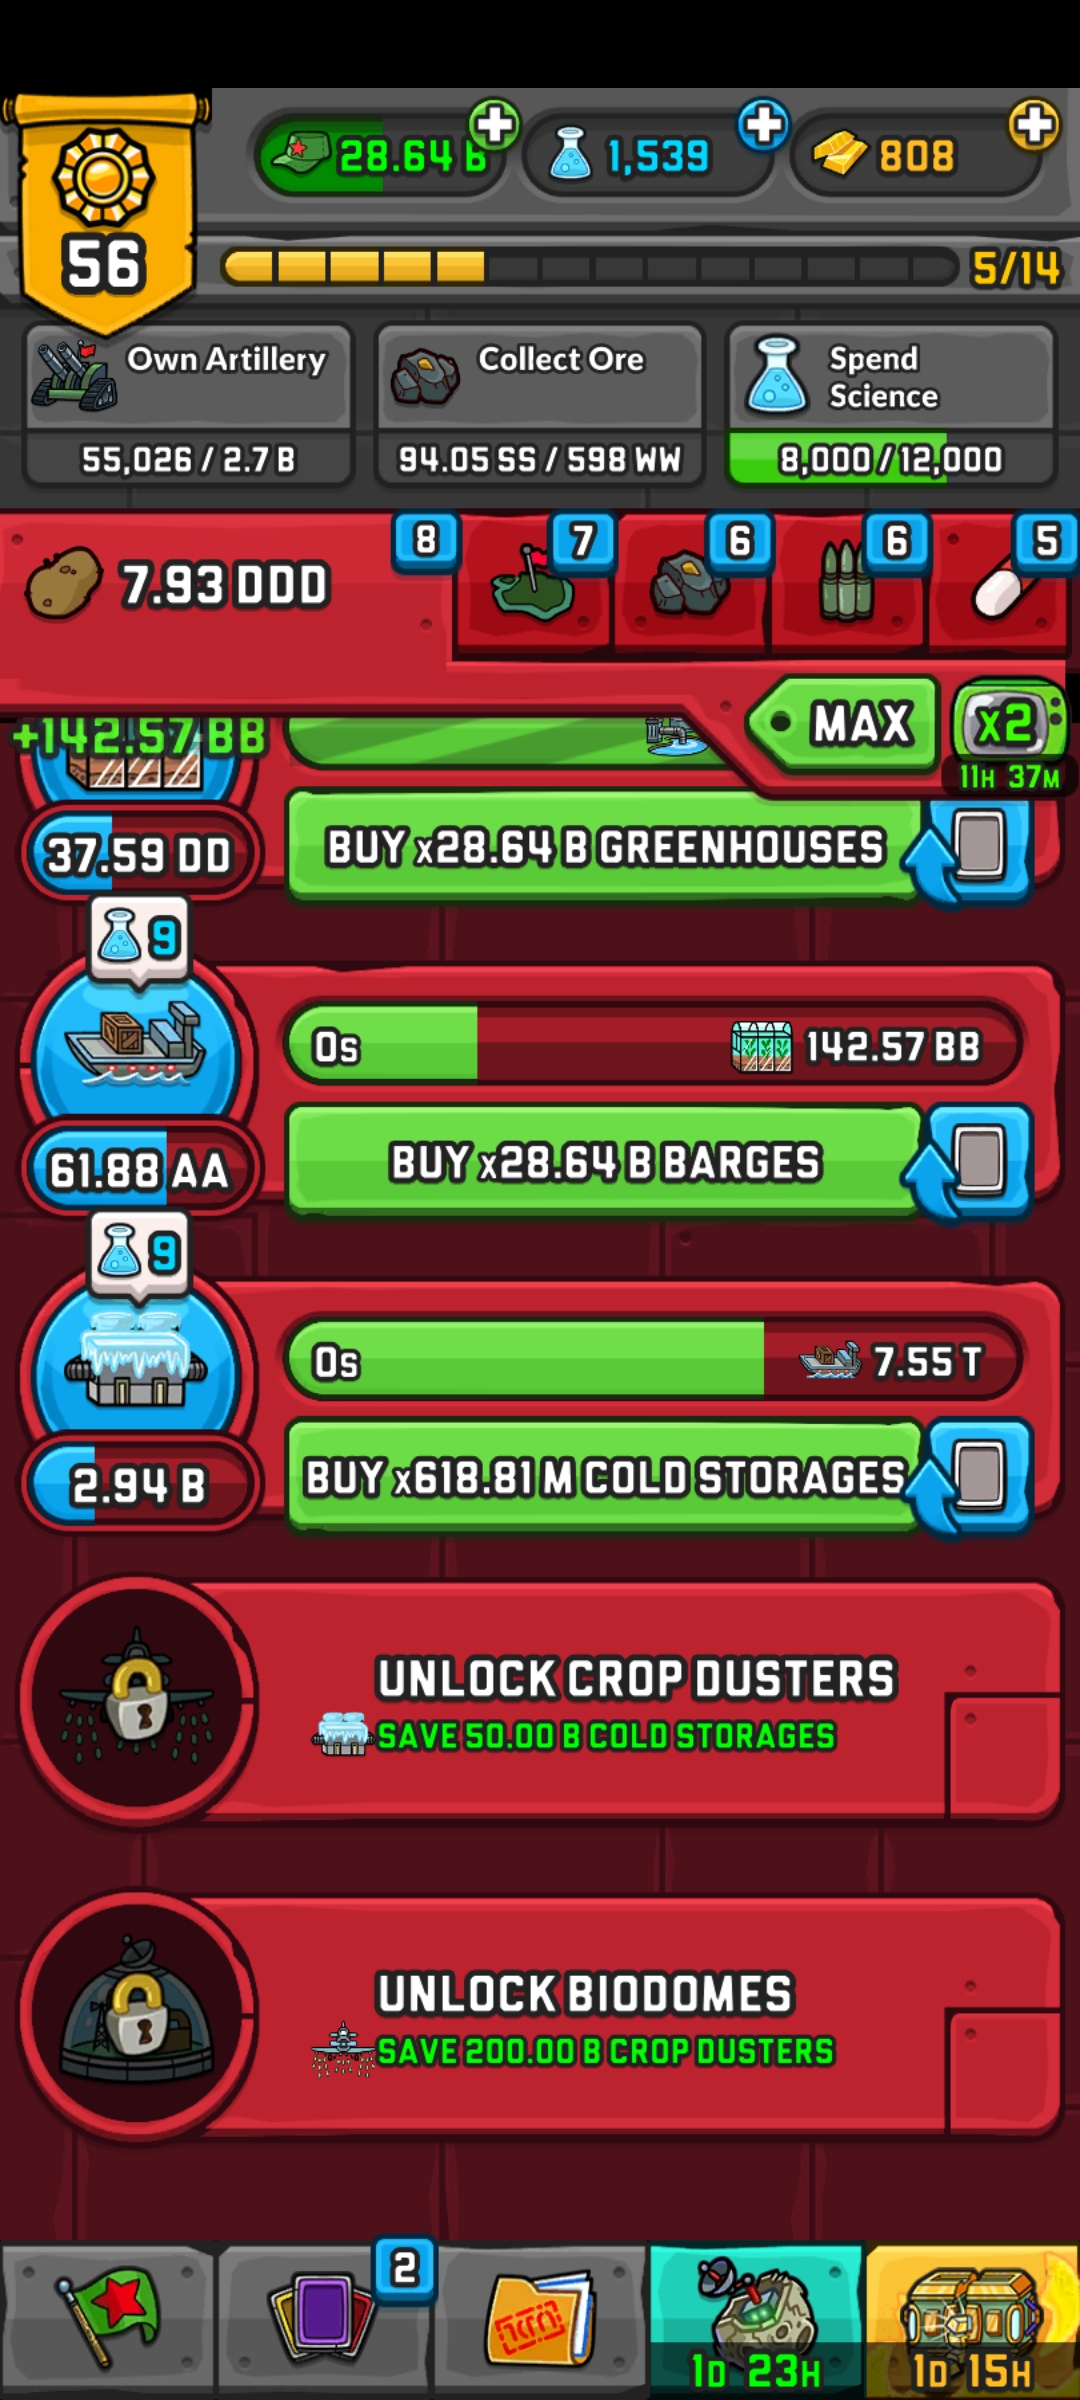 28.64 B
1,539
808
56
5/14
Own Artillery
55,026 / 2.7 B
Collect Ore
94.05 SS / 598 WW
Spend
Science
8,000 / 12,000
7.93 DDD
8
7
6
6
5
MAX
x2
11H 37M
+142.57 BB
37.59 DD
BUY x28.64 B GREENHOUSES
9
0s
142.57 BB
61.88 AA
BUY x28.64 B BARGES
9
0s
7.55 T
2.94 B
BUY x618.81 M COLD STORAGES
UNLOCK CROP DUSTERS
SAVE 50.00 B COLD STORAGES
UNLOCK BIODOMES
SAVE 200.00 B CROP DUSTERS
2
1D 23H
1D 15H